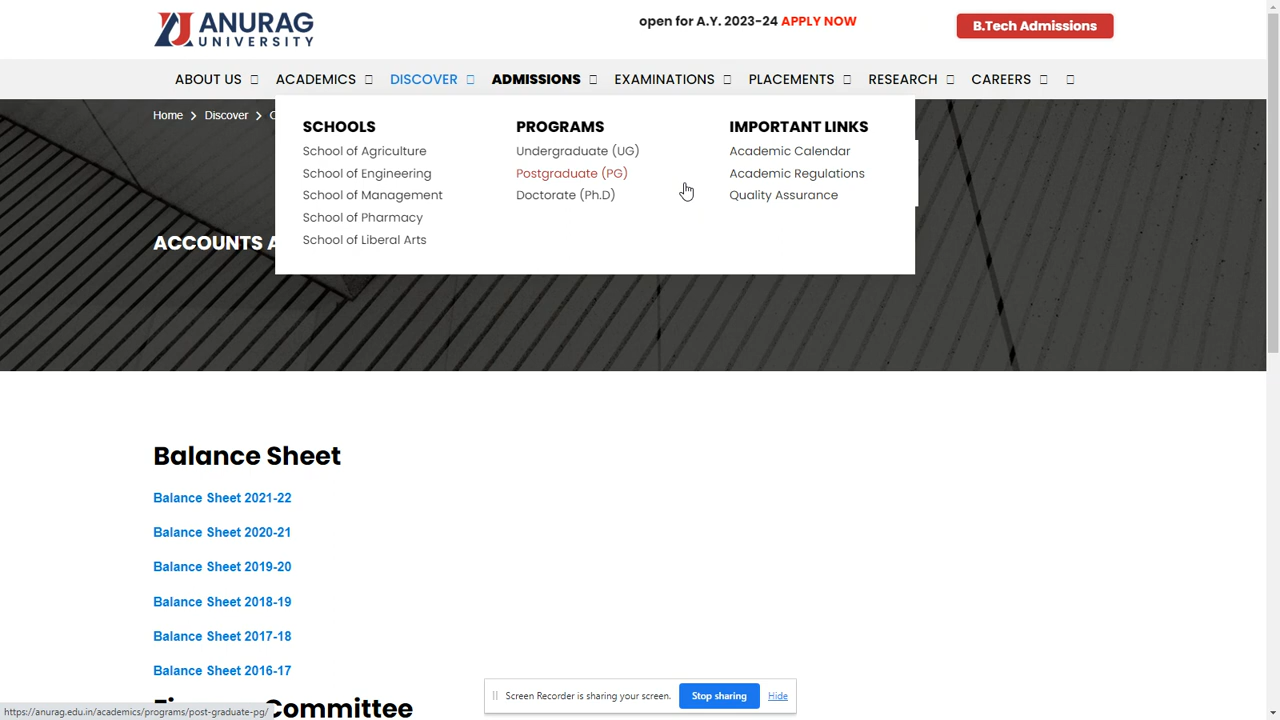 ANURAG
UNIVERSITY
open for A.Y. 2023-24 APPLY NOW
B.Tech Admissions
ABOUT US ACADEMICS DISCOVER ADMISSIONS EXAMINATIONS PLACEMENTS RESEARCH CAREERS
Home Discover
SCHOOLS
School of Agriculture
School of Engineering
School of Management
School of Pharmacy
School of Liberal Arts
PROGRAMS
Undergraduate (UG)
Postgraduate (PG)
Doctorate (Ph.D)
IMPORTANT LINKS
Academic Calendar
Academic Regulations
Quality Assurance
ACCOUNTS
Balance Sheet
Balance Sheet 2021-22
Balance Sheet 2020-21
Balance Sheet 2019-20
Balance Sheet 2018-19
Balance Sheet 2017-18
Balance Sheet 2016-17
Committee
Screen Recorder is sharing your screen. Stop sharing Hide
https://anurag.edu.in/academics/programs/post-graduate-pg/